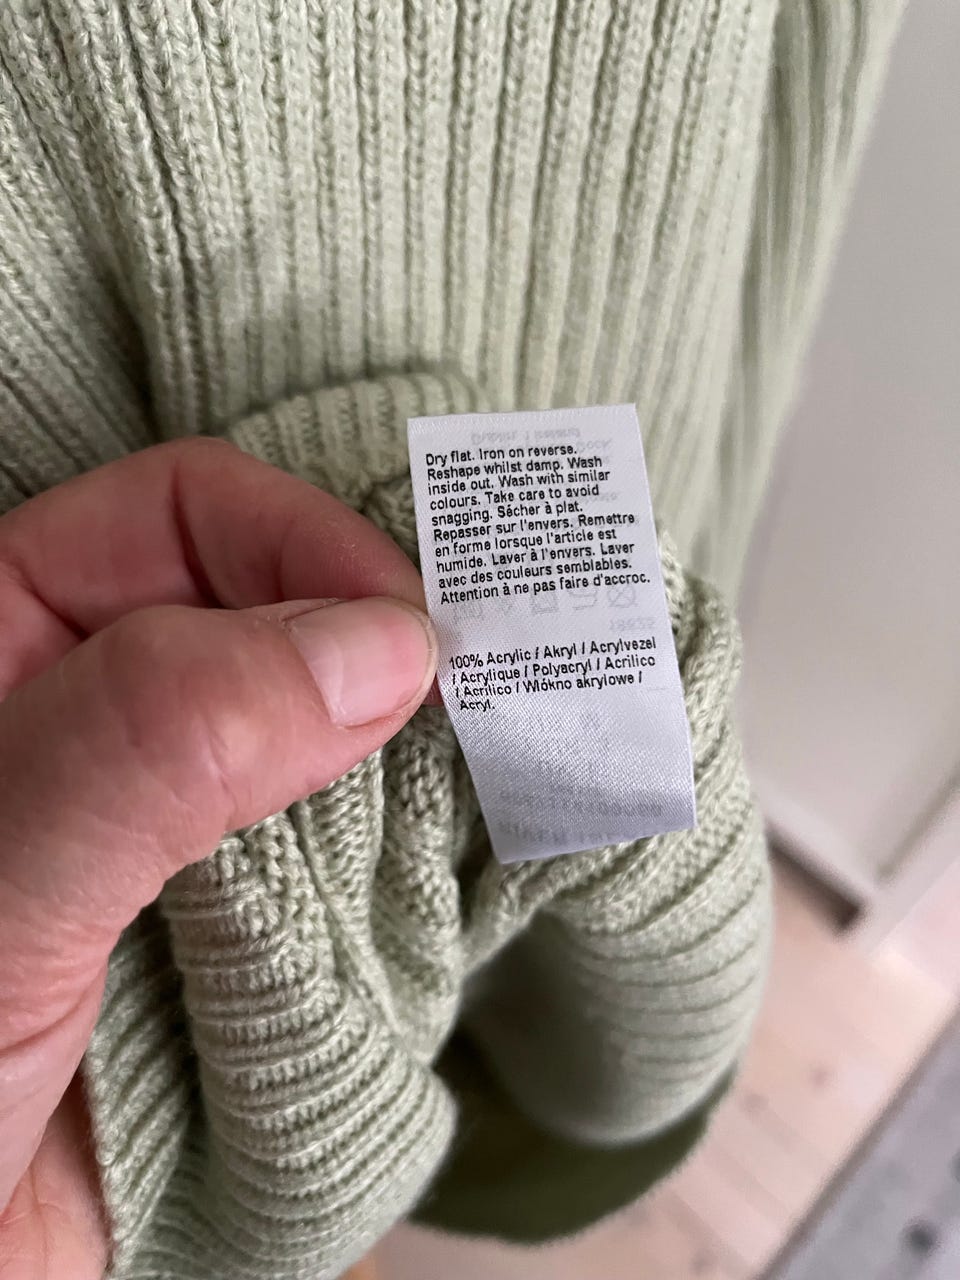 Dry flat. Iron on reverse.
Reshape whilst damp. Wash
inside out. Wash with similar
colours. Take care to avoid
snagging. Sécher à plat.
Repasser sur l'envers. Remettre
en forme lorsque l'article est
humide. Laver à l'envers. Laver
avec des couleurs semblables.
Attention à ne pas faire d'accroc.
100% Acrylic / Akryl / Acrylvezel
/ Acrylique / Polyacryl / Acrilico
/ Acrílico / Włókno akrylowe /
Acryl.